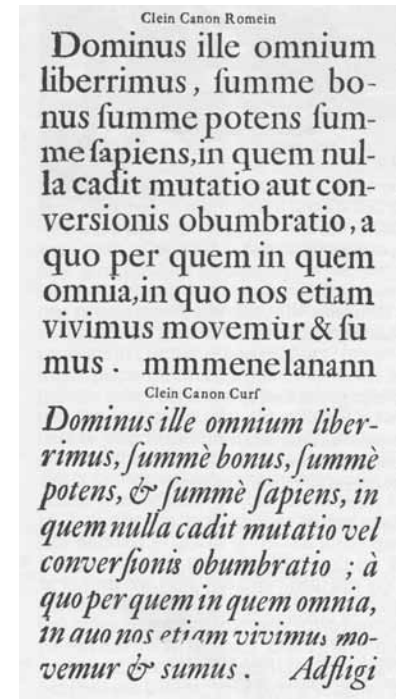 Clein Canon Romein
Dominus ille omnium
liberrimus, ſumme bo-
nus ſumme potens ſum-
me ſapiens,in quem nul-
la cadit mutatio aut con-
verſionis obumbratio, a
quo per quem in quem
omnia,in quo nos etiam
vivimus movemur & ſu
mus . mmmenelanann
Clein Canon Curſ
Dominus ille omnium liber-
rimus, ſummè bonus, ſummè
potens, & ſummè ſapiens, in
quem nulla cadit mutatio vel
converſionis obumbratio ; à
quo per quem in quem omnia,
in quo nos etiam vivimus mo-
vemur & sumus . Adfligi